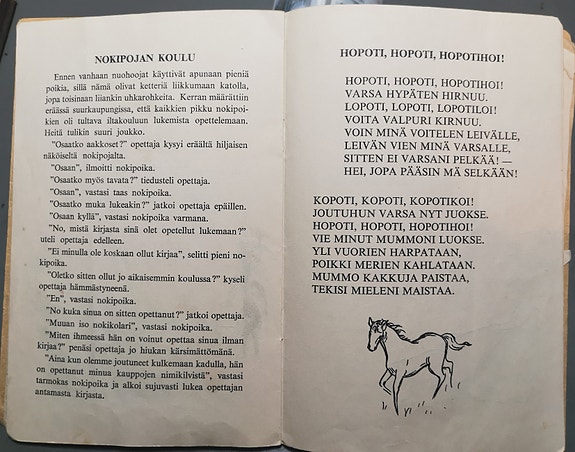 NOKIPOJAN KOULU
Ennen vanhaan nuohoojat käyttivät apunaan pieniä
poikia, sillä nämä olivat ketteriä liikkumaan katolla,
jopa toisinaan liiankin uhkarohkeita. Kerran määrättiin
eräässä suurkaupungissa, että kaikkien pikku nokipoi-
kien oli tultava iltakouluun lukemista opettelemaan.
Heitä tulikin suuri joukko.
"Osaatko aakkoset?" opettaja kysyi eräältä hiljaisen
näköiseltä nokipojalta.
"Osaan", ilmoitti nokipoika.
"Osaatko myös tavata?" tiedusteli opettaja.
"Osaan", vastasi taas nokipoika.
"Osaatko muka lukeakin?" jatkoi opettaja epäillen.
"Osaan kyllä", vastasi nokipoika varmana.
"No, mistä kirjasta sinä olet opetellut lukemaan?"
uteli opettaja edelleen.
"Ei minulla ole koskaan ollut kirjaa", selitti pieni no-
kipoika.
"Oletko sitten ollut jo aikaisemmin koulussa?" kyseli
opettaja hämmästyneenä.
"En", vastasi nokipoika.
"No kuka sinua on sitten opettanut?" jatkoi opettaja.
"Muuan iso nokikolari", vastasi nokipoika.
"Miten ihmeessä hän on voinut opettaa sinua ilman
kirjaa?" penäsi opettaja jo hiukan kärsimättömänä.
"Aina kun olemme joutuneet kulkemaan kadulla, hän
on opettanut minua kauppojen nimikilvistä", vastasi
tarmokas nokipoika ja alkoi sujuvasti lukea opettajan
antamasta kirjasta.
HOPOTI, HOPOTI, HOPOTIHOI!
HOPOTI, HOPOTI, HOPOTIHOI!
VARSA HYPÄTEN HIRNUU.
LOPOTI, LOPOTI, LOPOTILOI!
VOITA VALPURI KIRNUU.
VOIN MINÄ VOITELEN LEIVÄLLE,
LEIVÄN VIEN MINÄ VARSALLE,
SITTEN EI VARSANI PELKÄÄ! —
HEI, JOPA PÄÄSIN MÄ SELKÄÄN!
KOPOTI, KOPOTI, KOPOTIKOI!
JOUTUHUN VARSA NYT JUOKSE.
HOPOTI, HOPOTI, HOPOTIHOI!
VIE MINUT MUMMONI LUOKSE.
YLI VUORIEN HARPATAAN,
POIKKI MERIEN KAHLATAAN.
MUMMO KAKKUJA PAISTAA,
TEKISI MIELENI MAISTAA.